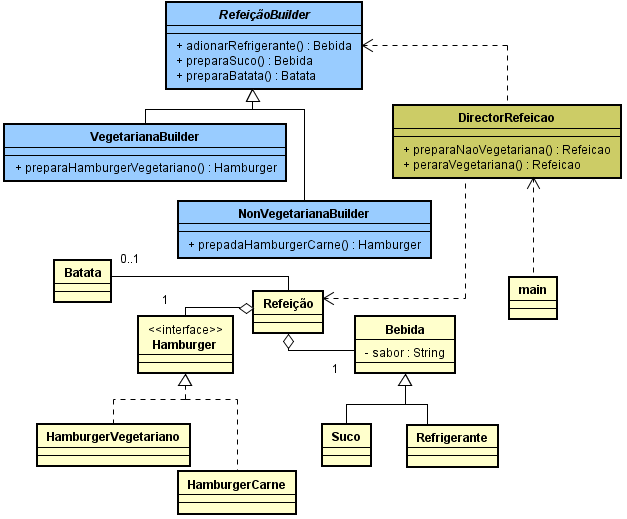 RefeiçãoBuilder
+ adionarRefrigerante() : Bebida
+ preparaSuco() : Bebida
+ preparaBatata() : Batata
DirectorRefeicao
+ preparaNaoVegetariana() : Refeicao
+ peraraVegetariana() : Refeicao
VegetarianaBuilder
+ preparaHamburgerVegetariano() : Hamburger
NonVegetarianaBuilder
+ prepadaHamburgerCarne() : Hamburger
0..1
Batata
main
1
Refeição
<<interface>>
Hamburger
Bebida
- sabor : String
1
HamburgerVegetariano
Suco
Refrigerante
HamburgerCarne